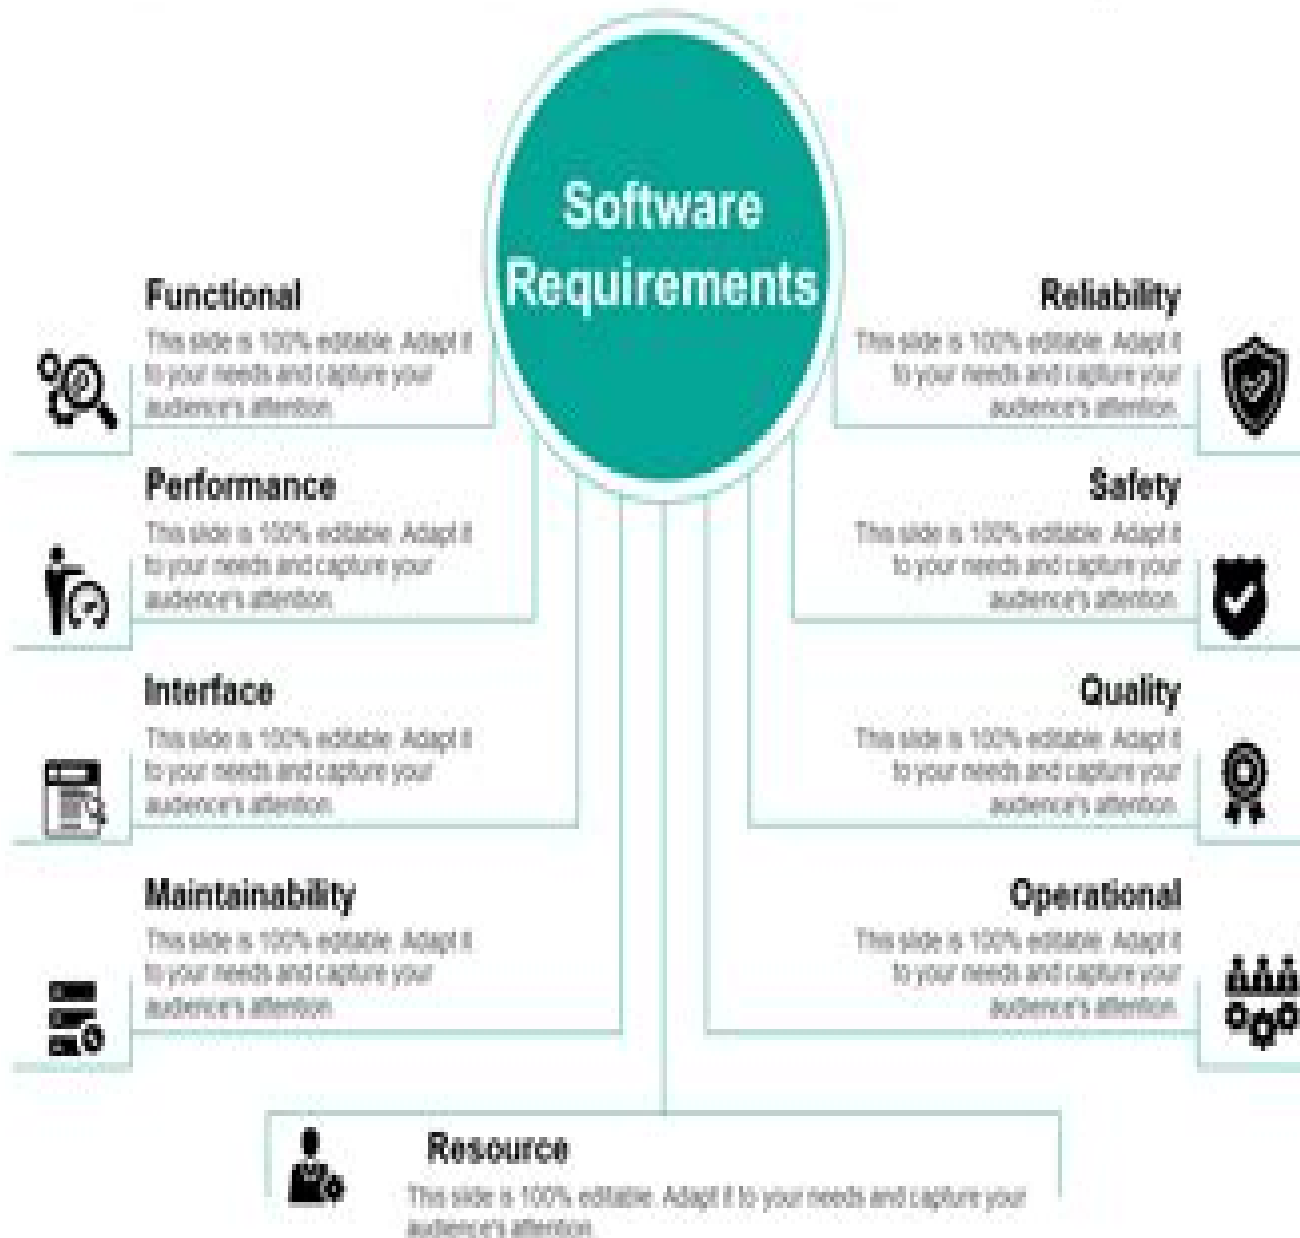 Software
Requirements
Functional
This slide is 100% editable. Adapt it
to your needs and capture your
audience's attention.
Performance
This slide is 100% editable. Adapt it
to your needs and capture your
audience's attention.
Interface
This slide is 100% editable. Adapt it
to your needs and capture your
audience's attention.
Maintainability
This slide is 100% editable. Adapt it
to your needs and capture your
audience's attention.
Reliability
This slide is 100% editable. Adapt it
to your needs and capture your
audience's attention.
Safety
This slide is 100% editable. Adapt it
to your needs and capture your
audience's attention.
Quality
This slide is 100% editable. Adapt it
to your needs and capture your
audience's attention.
Operational
This slide is 100% editable. Adapt it
to your needs and capture your
audience's attention.
Resource
This slide is 100% editable. Adapt it to your needs and capture your
audience's attention.